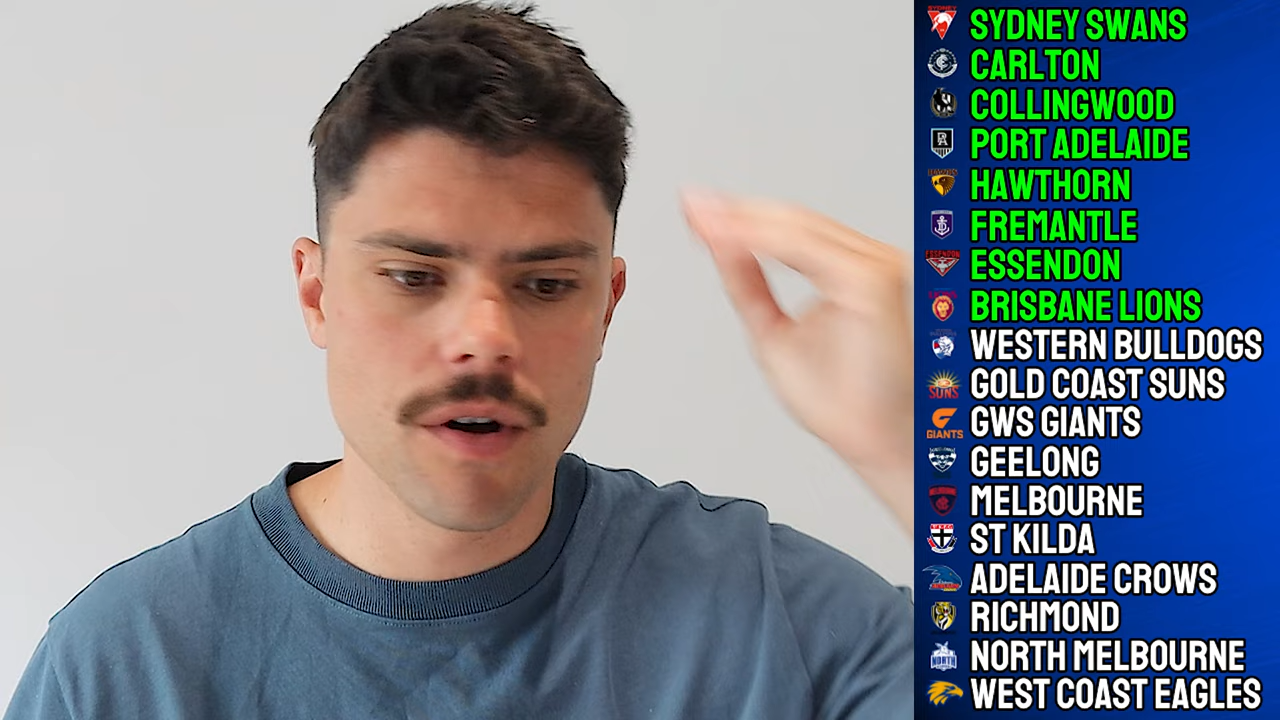 SYDNEY SWANS
CARLTON
COLLINGWOOD
PORT ADELAIDE
HAWTHORN
FREMANTLE
ESSENDON
BRISBANE LIONS
WESTERN BULLDOGS
GOLD COAST SUNS
GWS GIANTS
GEELONG
MELBOURNE
ST KILDA
ADELAIDE CROWS
RICHMOND
NORTH MELBOURNE
WEST COAST EAGLES